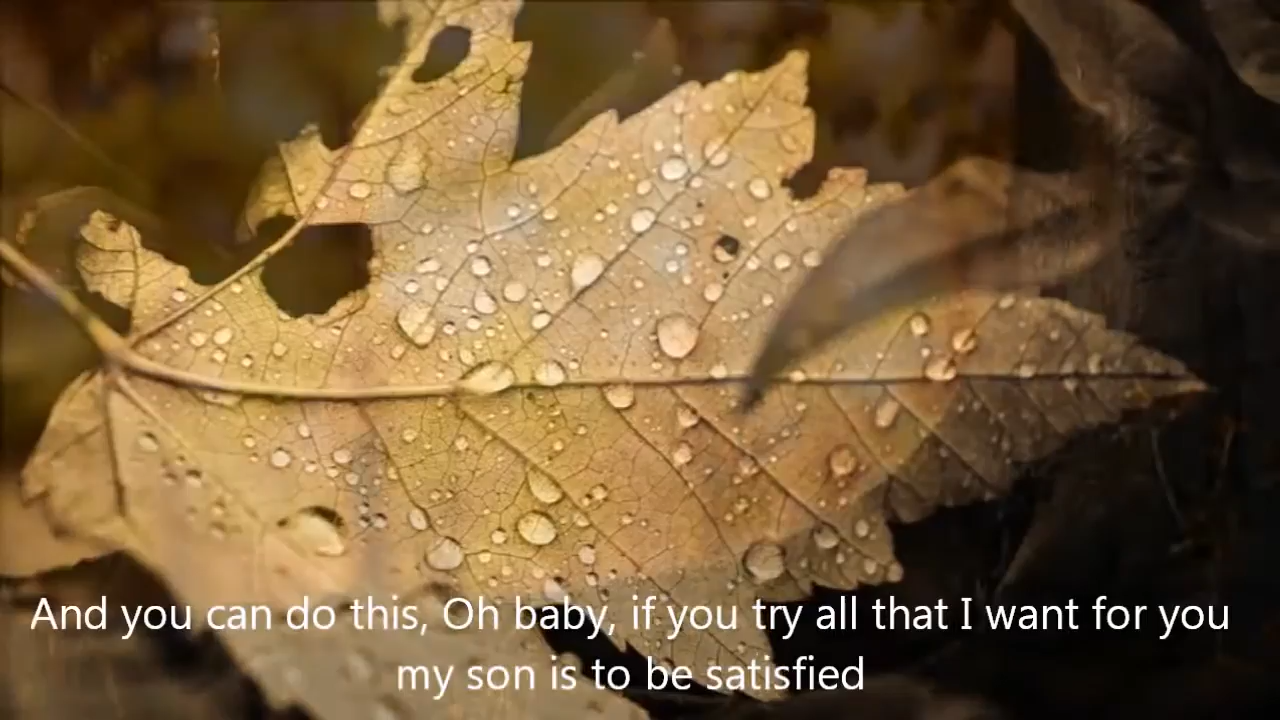 And you can do this, Oh baby, if you try all that I want for you
my son is to be satisfied